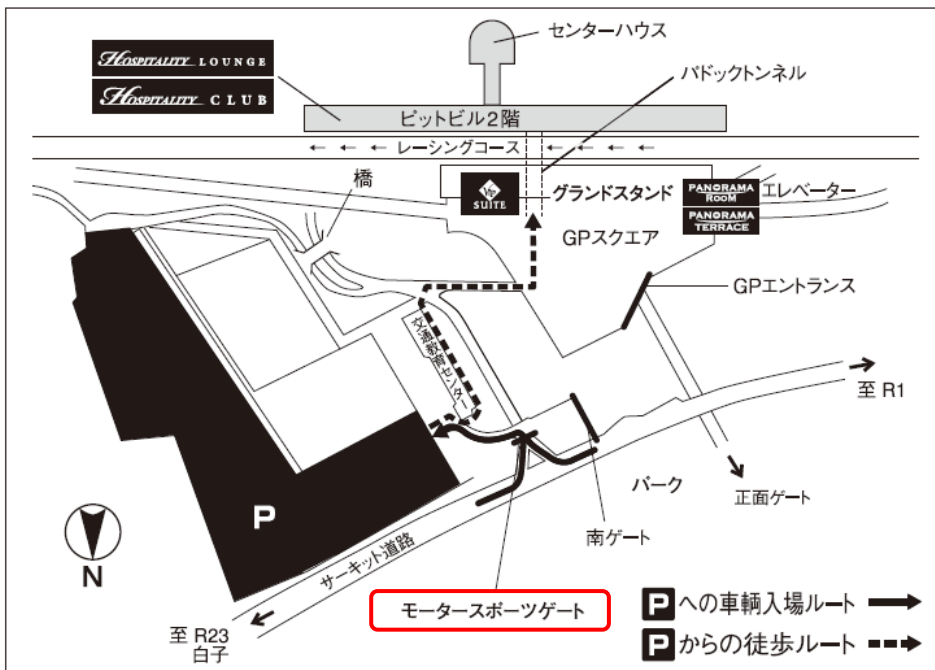 センターハウス
HOSPITALITY LOUNGE
HOSPITALITY CLUB
パドックトンネル
ピットビル2階
← ← ← ← レーシングコース ← ← ← ← ←
橋
VIP
SUITE
グランドスタンド
PANORAMA
ROOM
エレベーター
PANORAMA
TERRACE
GPスクエア
GPエントランス
交通教育センター
至 R1
パーク
正面ゲート
P
南ゲート
N
サーキット道路
モータースポーツゲート
至 R23
白子
Pへの車輌入場ルート
Pからの徒歩ルート